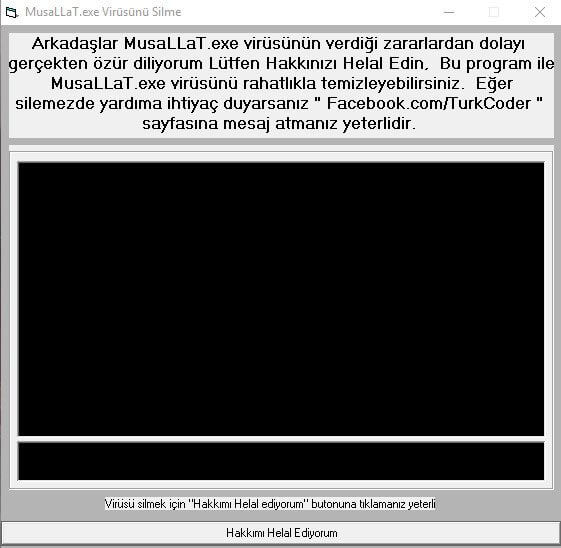 MusaLLaT.exe Virüsünü Silme
Arkadaşlar MusaLLaT.exe virüsünün verdiği zararlardan dolayı
gerçekten özür diliyorum Lütfen Hakkınızı Helal Edin,  Bu program ile
MusaLLaT.exe virüsünü rahatlıkla temizleyebilirsiniz.  Eğer
silemezde yardıma ihtiyaç duyarsanız " Facebook.com/TurkCoder "
sayfasına mesaj atmanız yeterlidir.
Virüsü silmek için "Hakkımı Helal ediyorum" butonuna tıklamanız yeterli
Hakkımı Helal Ediyorum